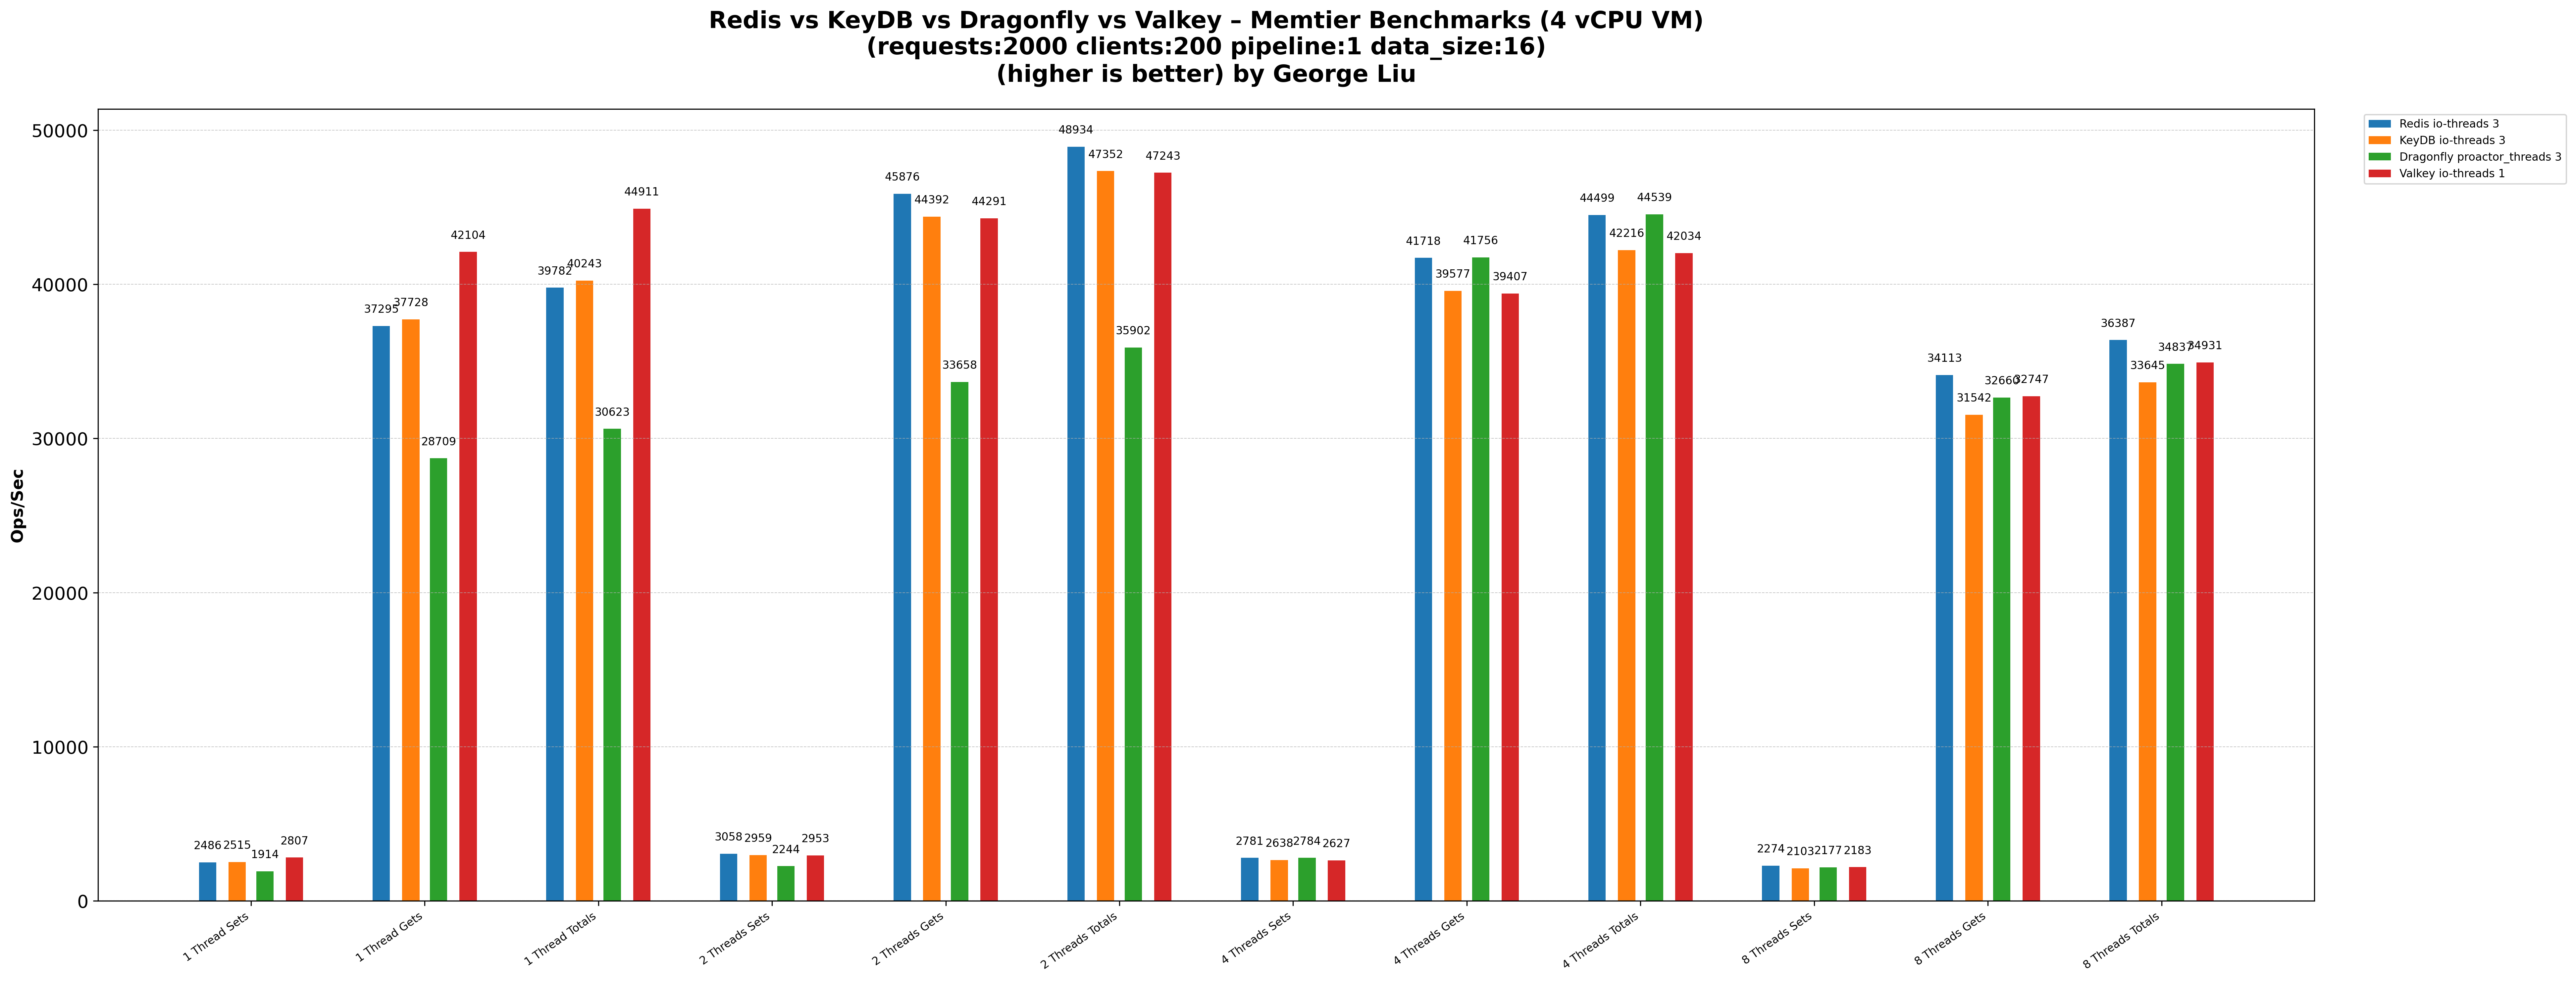 Redis vs KeyDB vs Dragonfly vs Valkey – Memtier Benchmarks (4 vCPU VM)
(requests:2000 clients:200 pipeline:1 data_size:16)
(higher is better) by George Liu
Redis io-threads 3
KeyDB io-threads 3
Dragonfly proactor_threads 3
Valkey io-threads 1
Ops/Sec
50000
40000
30000
20000
10000
0
2486 2515 1914 2807
37295 37728 28709 42104
39782 40243 30623 44911
3058 2959 2244 2953
45876 44392 33658 44291
48934 47352 35902 47243
2781 2638 2784 2627
41718 39577 41756 39407
44499 42216 44539 42034
2274 2103 2177 2183
34113 31542 32660 32747
36387 33645 34837 34931
1 Thread Sets
1 Thread Gets
1 Thread Totals
2 Threads Sets
2 Threads Gets
2 Threads Totals
4 Threads Sets
4 Threads Gets
4 Threads Totals
8 Threads Sets
8 Threads Gets
8 Threads Totals